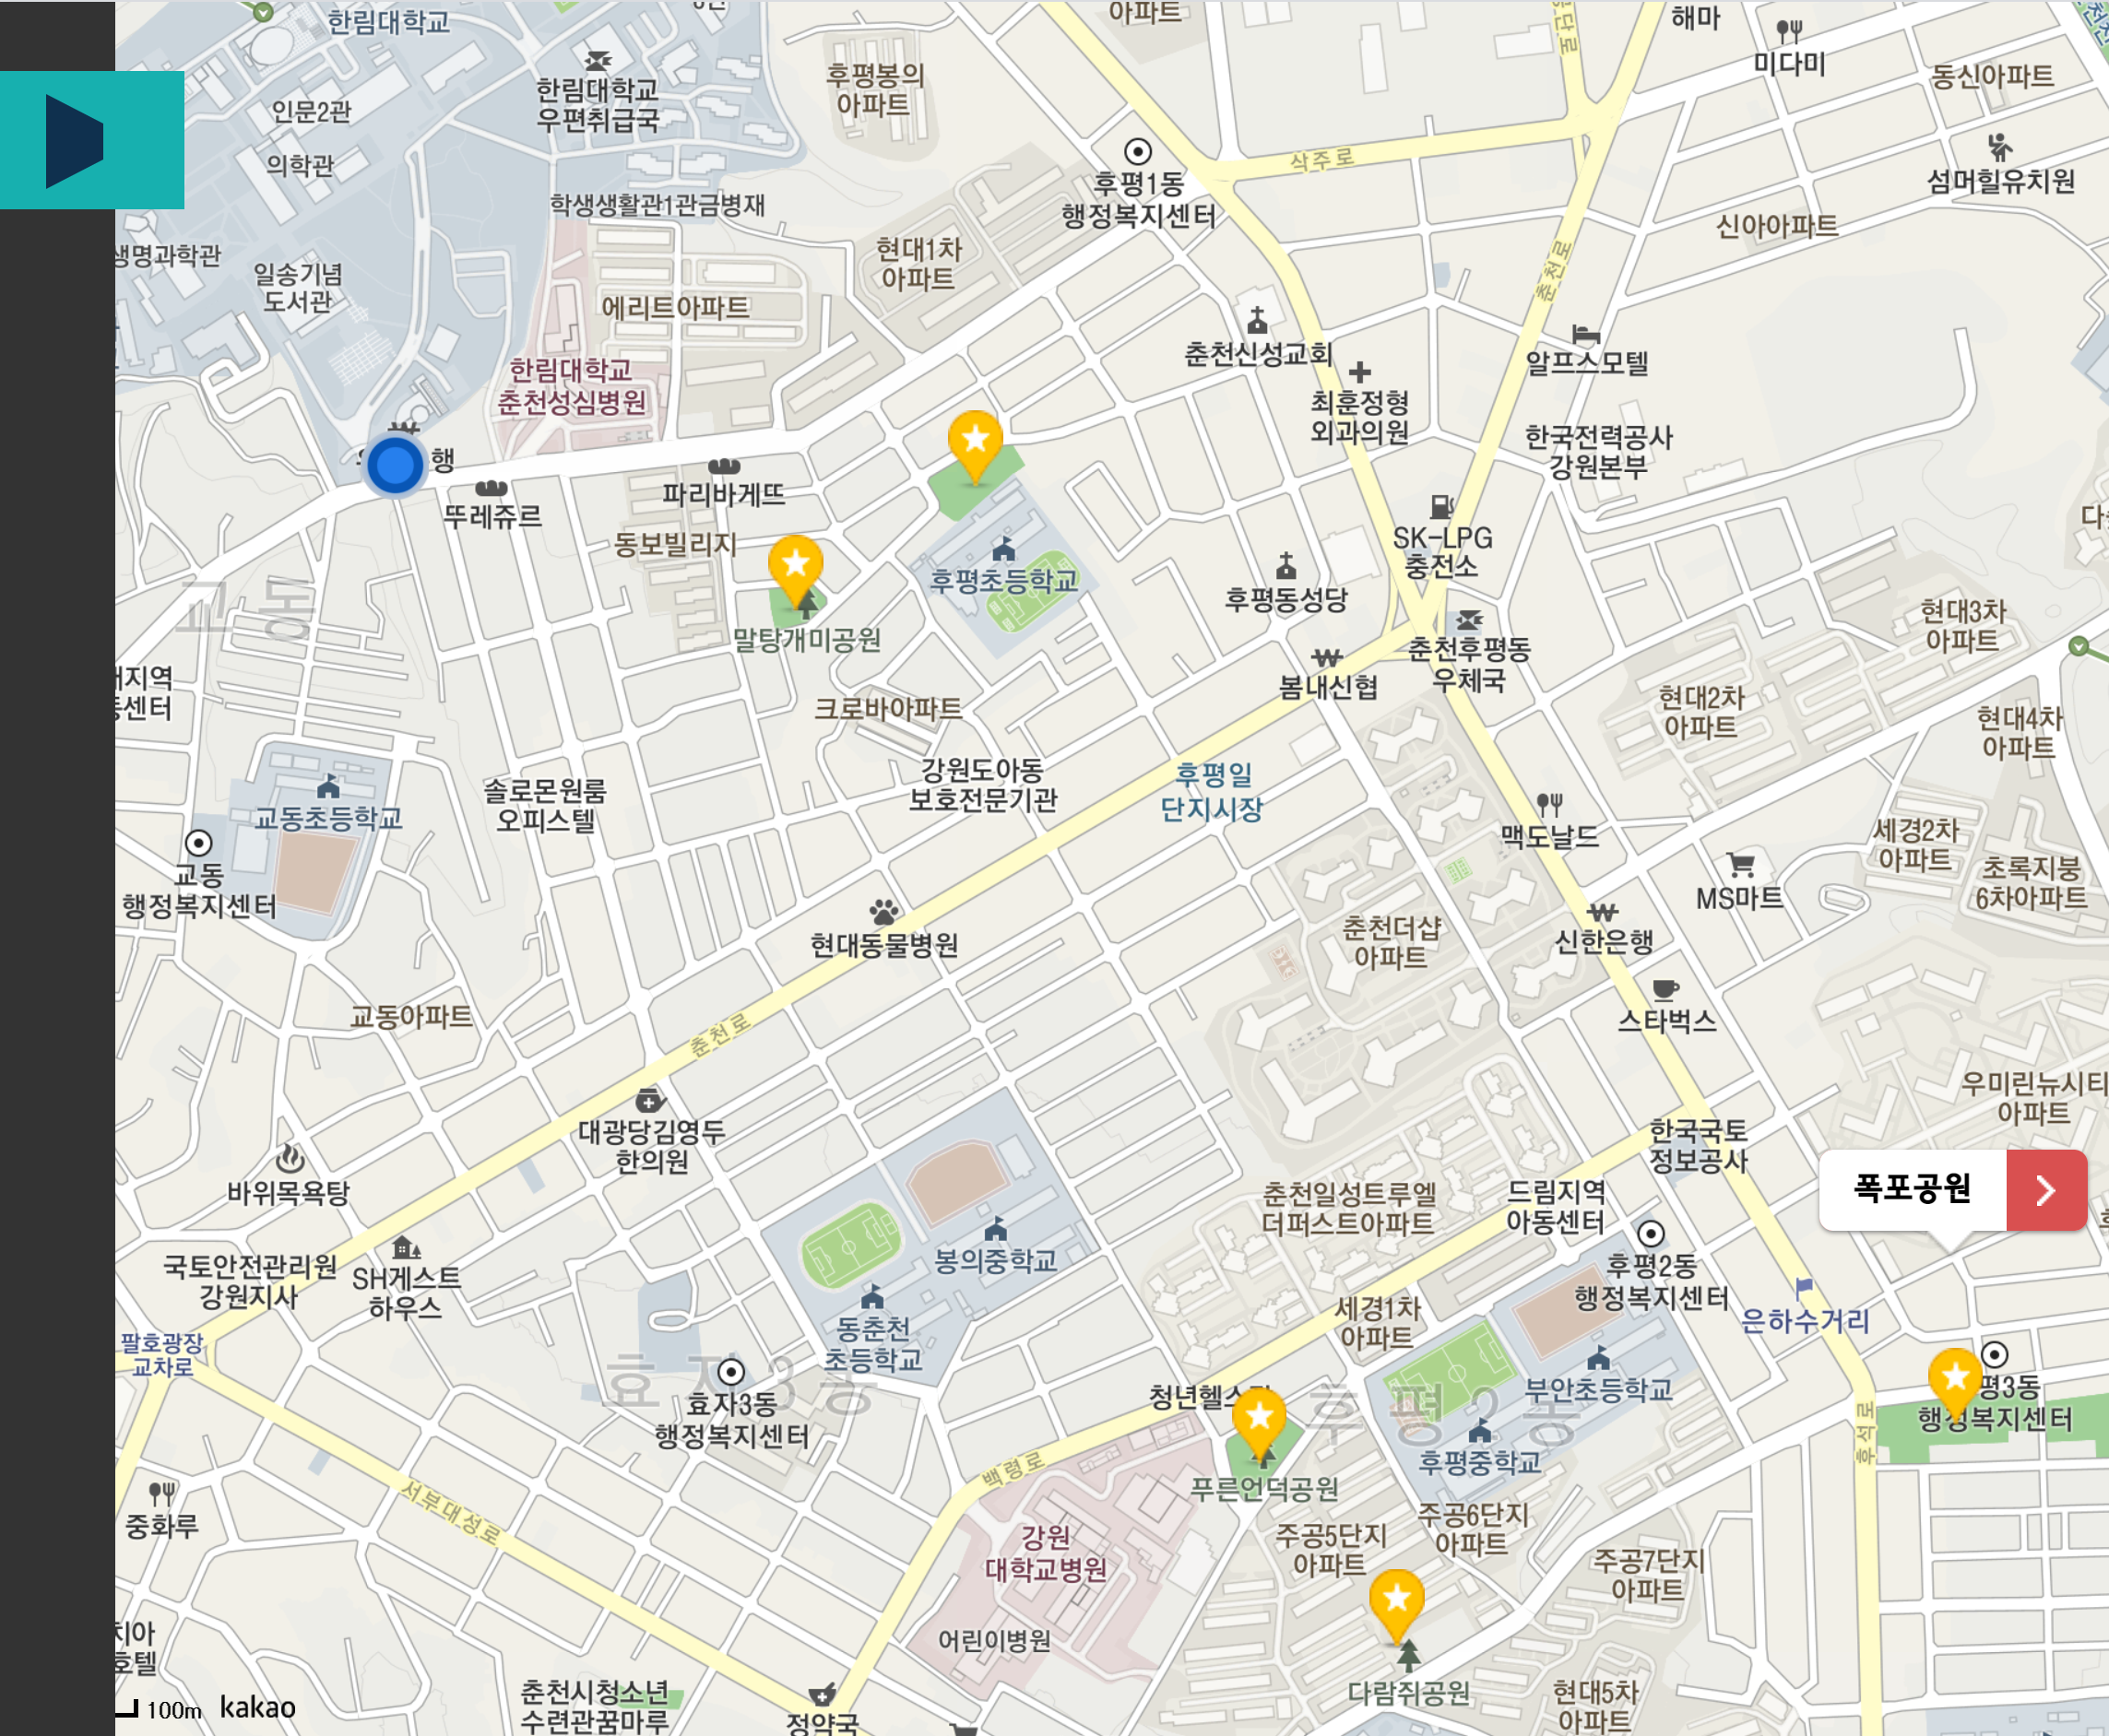 한림대학교
아파트
해마
미다미
동신아파트
한림대학교
우편취급국
후평봉의
아파트
인문2관
의학관
후평1동
행정복지센터
삭주로
섬머힐유치원
학생생활관1관금병재
신아아파트
생명과학관
일송기념
도서관
현대1차
아파트
에리트아파트
춘천로
춘천신성교회
알프스모텔
한림대학교
춘천성심병원
최훈정형
외과의원
한국전력공사
강원본부
행
뚜레쥬르
파리바게뜨
동보빌리지
SK-LPG
충전소
후평초등학교
후평동성당
교동
말탕개미공원
현대3차
아파트
춘천후평동
우체국
봄내신협
크로바아파트
현대2차
아파트
현대4차
아파트
강원도아동
보호전문기관
후평일
단지시장
솔로몬원룸
오피스텔
교동초등학교
맥도날드
세경2차
아파트
초록지붕
6차아파트
교동
행정복지센터
MS마트
현대동물병원
춘천더샵
아파트
신한은행
교동아파트
춘천로
스타벅스
우미린뉴시티
아파트
대광당김영두
한의원
한국국토
정보공사
바위목욕탕
춘천일성트루엘
더퍼스트아파트
드림지역
아동센터
폭포공원
봉의중학교
국토안전관리원
강원지사
SH게스트
하우스
후평2동
행정복지센터
은하수거리
팔호광장
교차로
동춘천
초등학교
세경1차
아파트
효자3동
효자3동
행정복지센터
부안초등학교
후평2동
평3동
행정복지센터
후석로
후평중학교
백령로
푸른언덕공원
서부대성로
중화루
강원
대학교병원
주공5단지
아파트
주공6단지
아파트
주공7단지
아파트
어린이병원
다람쥐공원
현대5차
아파트
춘천시청소년
수련관꿈마루
정약국
100m kakao